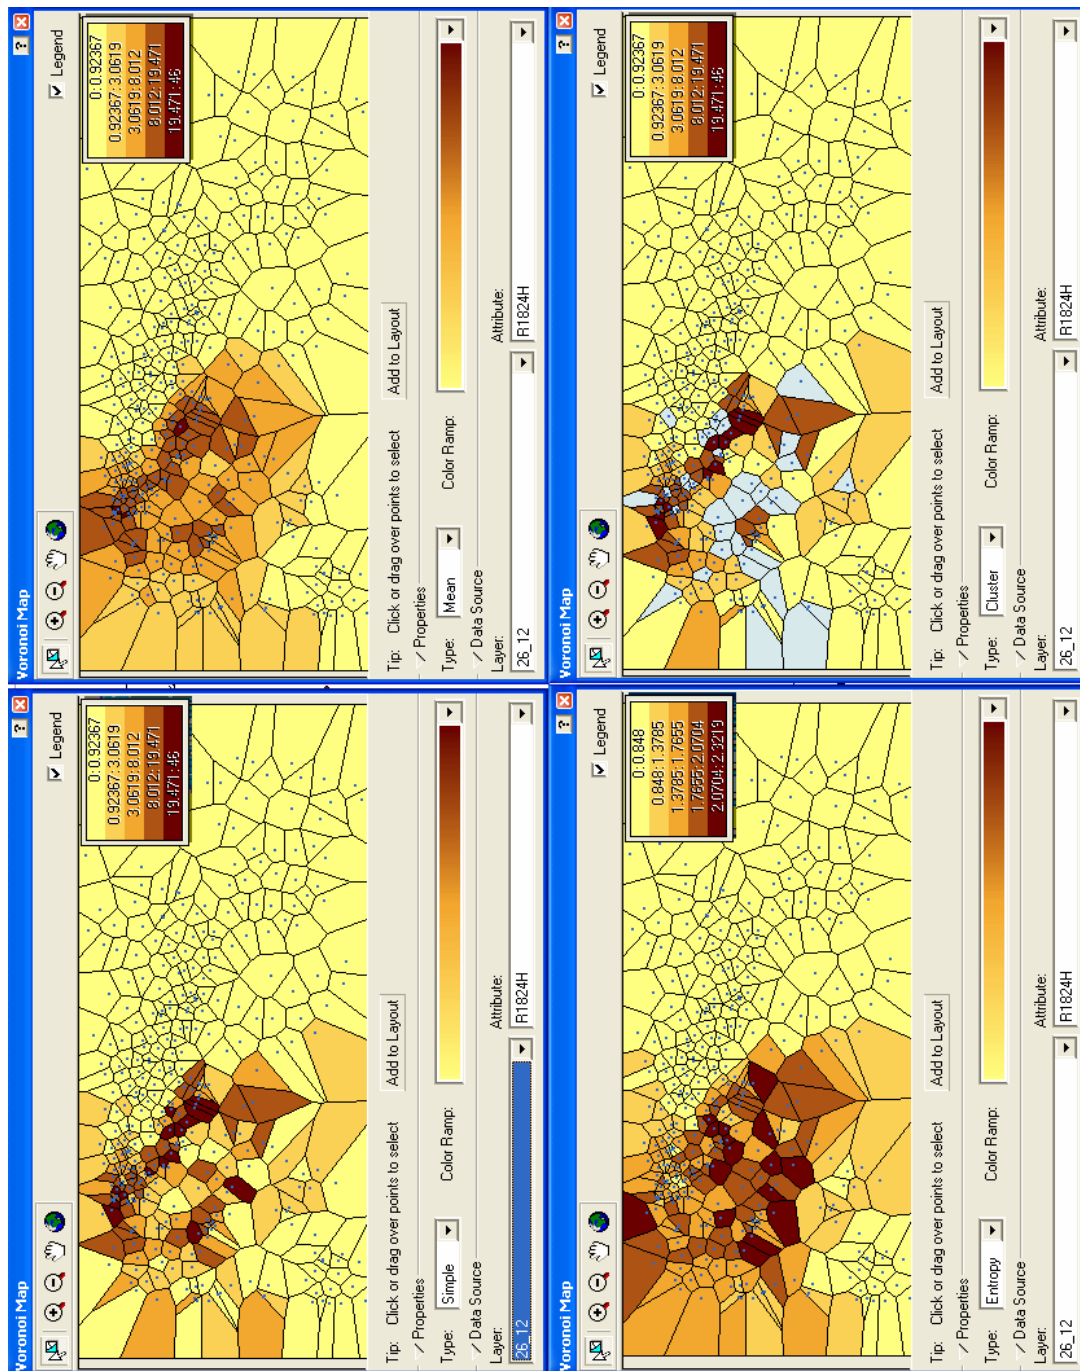 Voronoi Map
Legend
0:0.92367
0.92367:3.0619
3.0619:8.012
8.012:19.471
19.471:46
Tip: Click or drag over points to select
Add to Layout
Properties
Type: Simple Color Ramp:
Data Source
Layer: Attribute:
26_12 R1824H
Voronoi Map
Legend
0:0.92367
0.92367:3.0619
3.0619:8.012
8.012:19.471
19.471:46
Tip: Click or drag over points to select
Add to Layout
Properties
Type: Mean Color Ramp:
Data Source
Layer: Attribute:
26_12 R1824H
Voronoi Map
Legend
0:0.848
0.848:1.3785
1.3785:1.7655
1.7655:2.0704
2.0704:2.3219
Tip: Click or drag over points to select
Add to Layout
Properties
Type: Entropy Color Ramp:
Data Source
Layer: Attribute:
26_12 R1824H
Voronoi Map
Legend
0:0.92367
0.92367:3.0619
3.0619:8.012
8.012:19.471
19.471:46
Tip: Click or drag over points to select
Add to Layout
Properties
Type: Cluster Color Ramp:
Data Source
Layer: Attribute:
26_12 R1824H